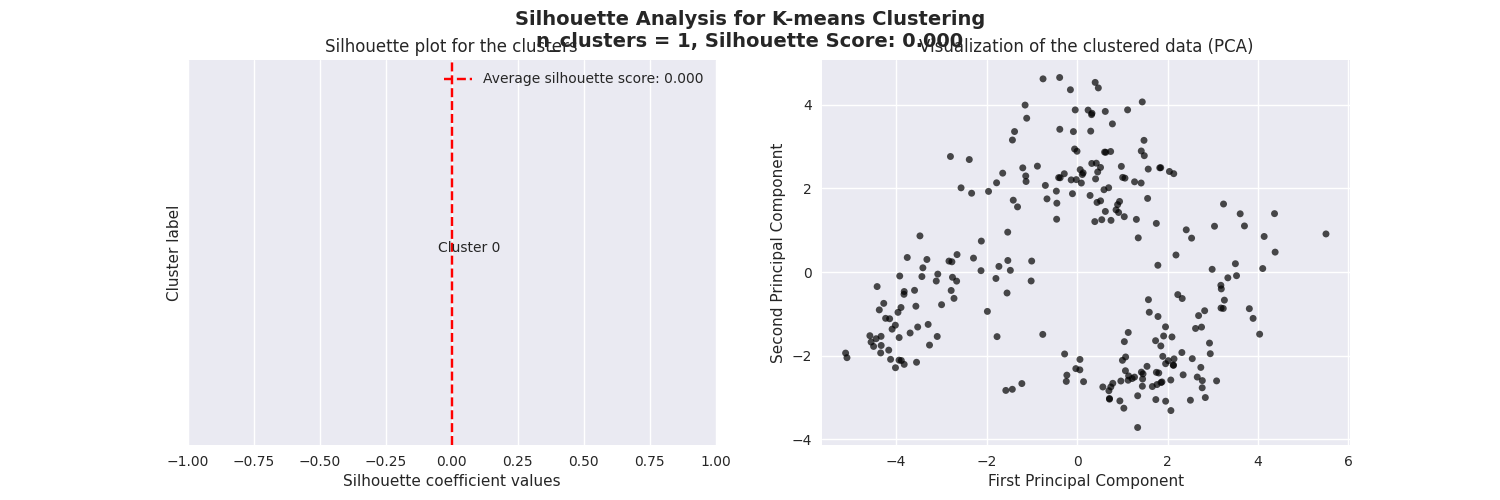 Silhouette Analysis for K-means Clustering
n_clusters = 1, Silhouette Score: 0.000
Silhouette plot for the clusters
Average silhouette score: 0.000
Cluster 0
Cluster label
−1.00 −0.75 −0.50 −0.25 0.00 0.25 0.50 0.75 1.00
Silhouette coefficient values
Visualization of the clustered data (PCA)
4
2
0
−2
−4
Second Principal Component
−4 −2 0 2 4 6
First Principal Component